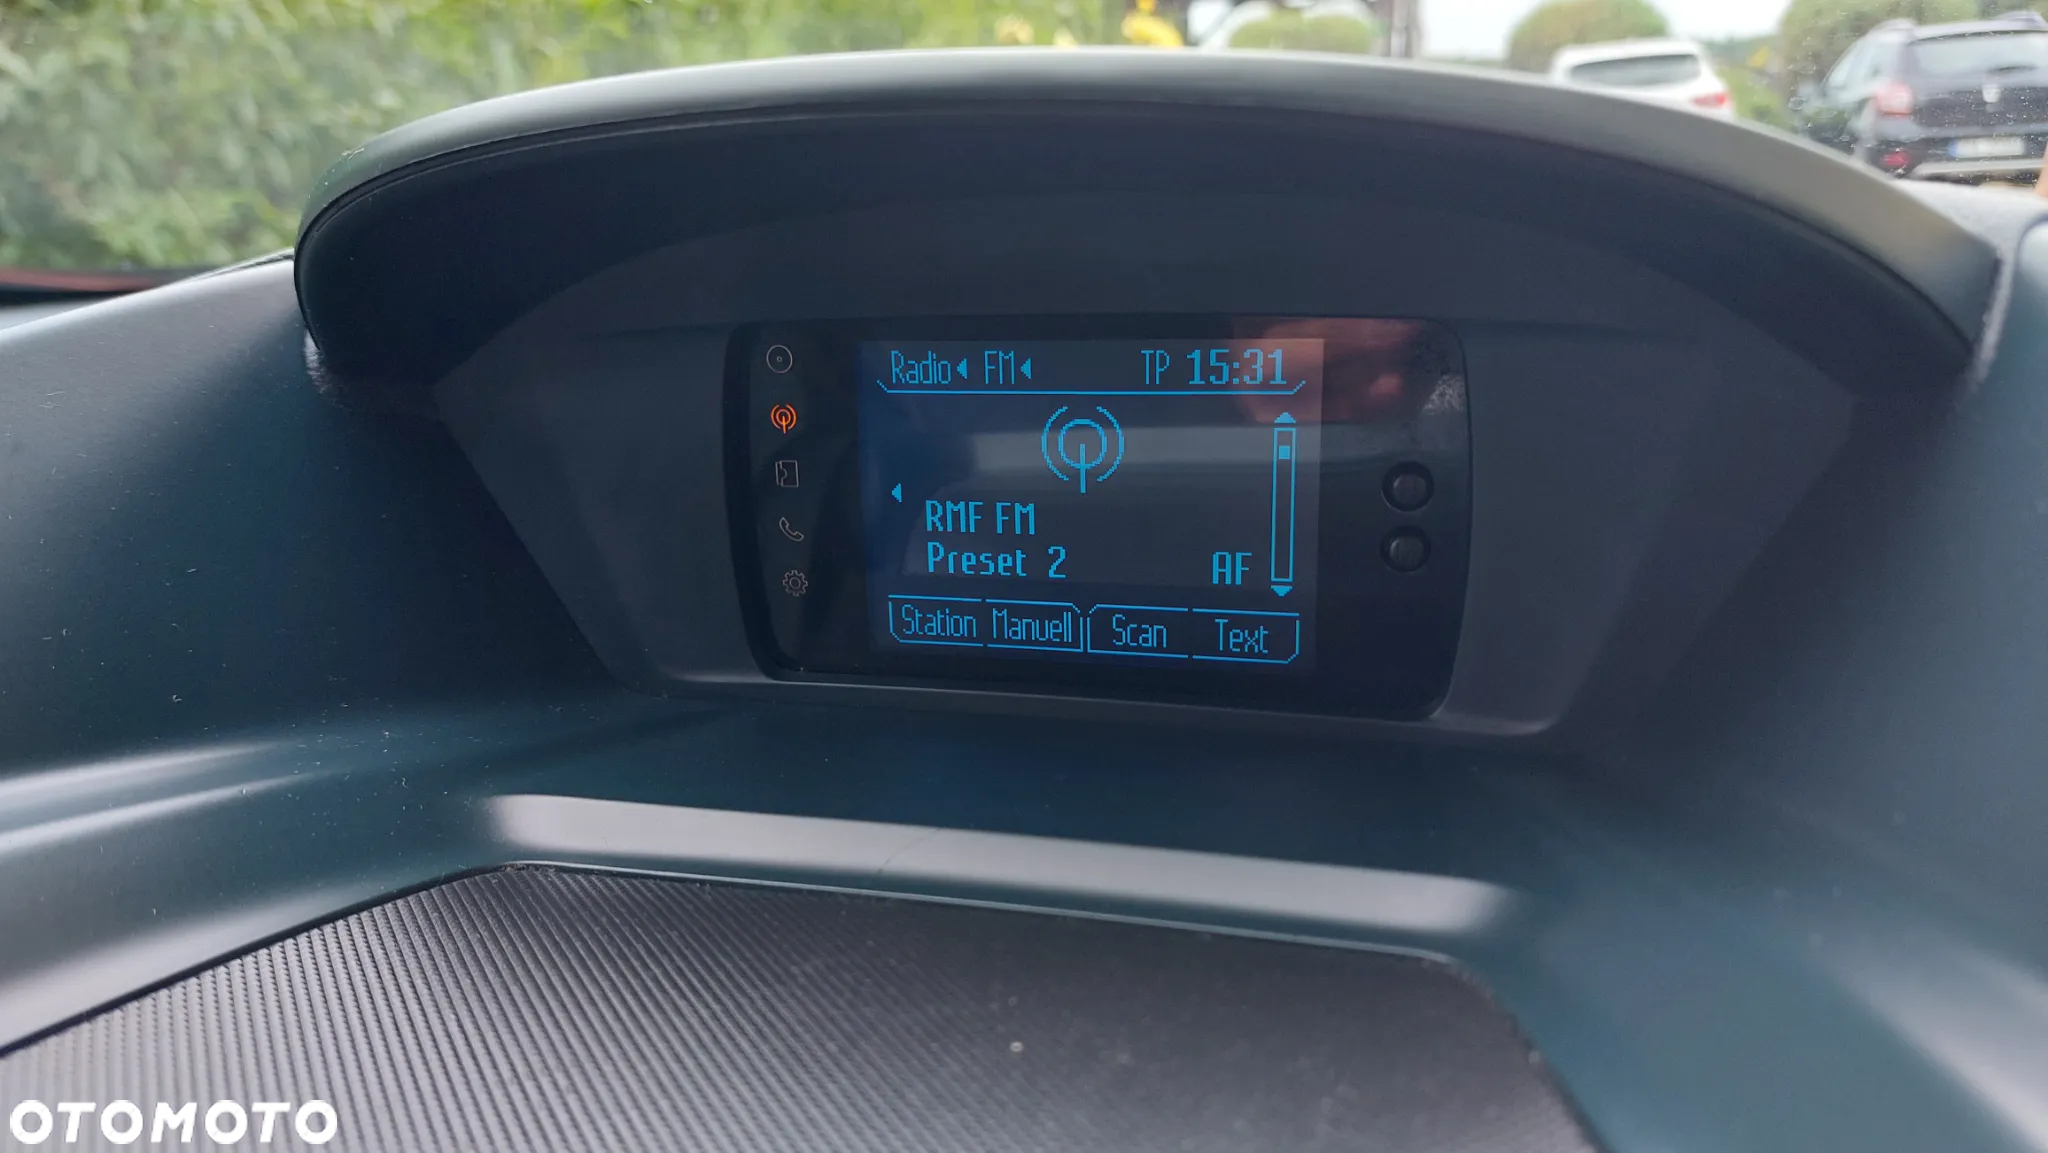 Radio FM TP 15:31
RMF FM
Preset 2 AF
Station Manuell Scan Text
OTOMOTO